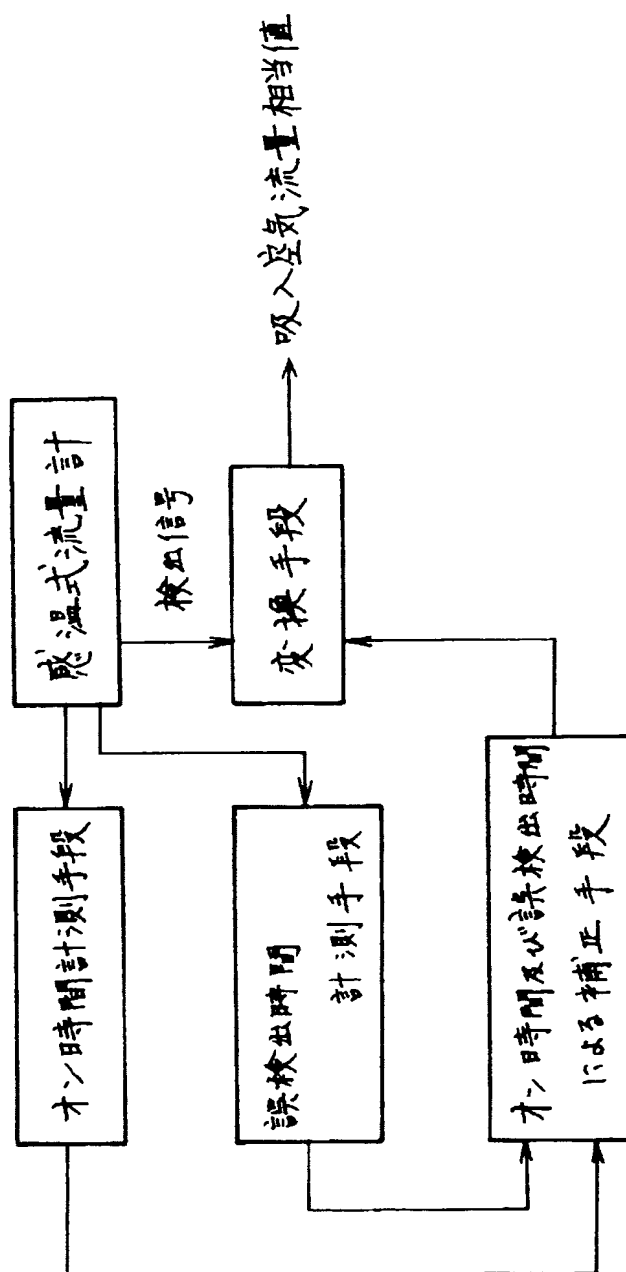 感温式流量計
検出信号
変換手段
吸入空気流量相当値
オン時間計測手段
誤検出時間
計測手段
オン時間及び誤検出時間
による補正手段